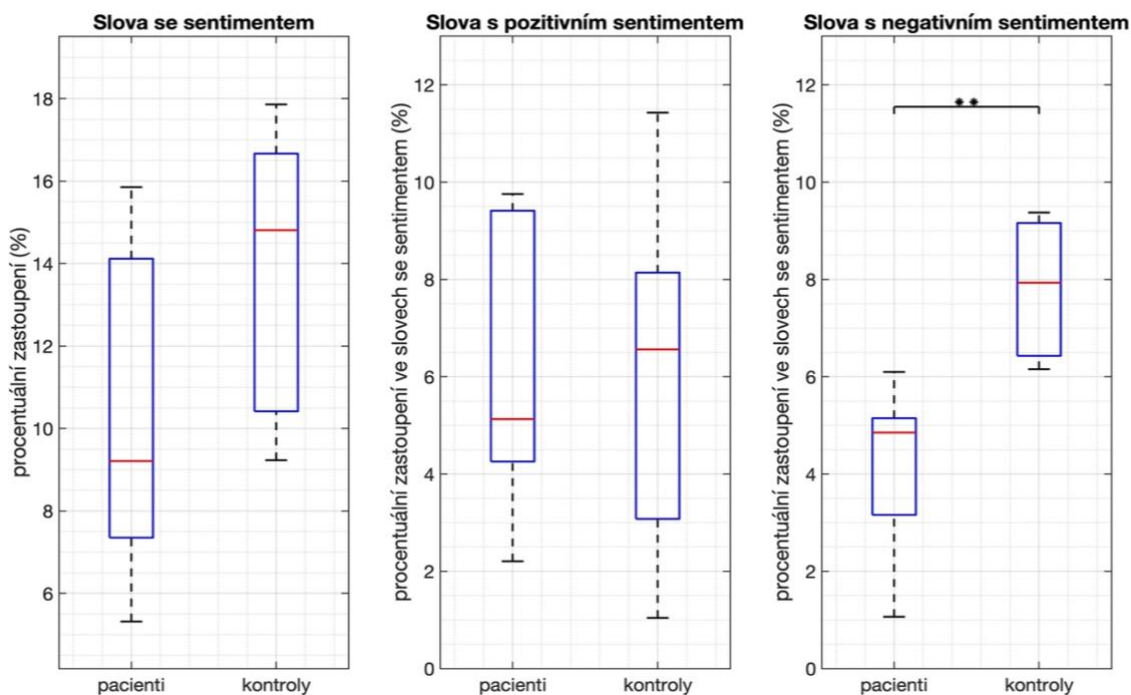 Slova se sentimentem
procentuální zastoupení (%)
18
16
14
12
10
8
6
pacienti
kontroly
Slova s pozitivním sentimentem
procentuální zastoupení ve slovech se sentimentem (%)
12
10
8
6
4
2
0
pacienti
kontroly
Slova s negativním sentimentem
procentuální zastoupení ve slovech se sentimentem (%)
**
12
10
8
6
4
2
0
pacienti
kontroly